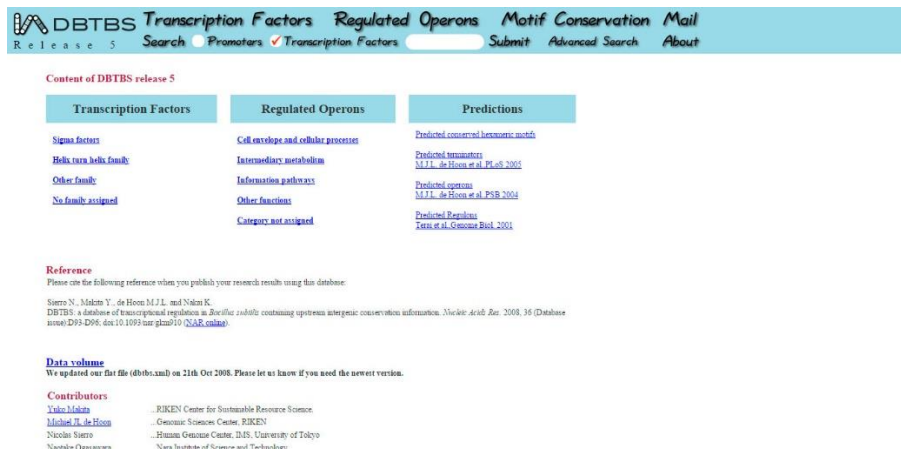 DBTBS Transcription Factors Regulated Operons Motif Conservation Mail
Release 5 Search Promotors Transcription Factors Submit Advanced Search About
Content of DBTBS release 5
Transcription Factors Regulated Operons Predictions
Sigma factors Cell envelope and cellular processes Predicted conserved hexameric motifs
Helix turn helix family Intermediary metabolism Predicted terminators
M.J.L. de Hoon et al. PLoS 2005
Other family Information pathways Predicted operons
M.J.L. de Hoon et al. PSB 2004
No family assigned Other functions
Category not assigned Predicted Regulons
Terai et al. Genome Biol. 2001
Reference
Please cite the following reference when you publish your research results using this database:
Sierro N., Makita Y., de Hoon M.J.L. and Nakai K.
DBTBS: a database of transcriptional regulation in Bacillus subtilis containing upstream intergenic conservation information. Nucleic Acids Res. 2008, 36 (Database
issue):D93-D96; doi:10.1093/nar/gkm910 (NAR online).
Data volume
We updated our flat file (dbtbs.xml) on 21th Oct 2008. Please let us know if you need the newest version.
Contributors
Yuko Makita ...RIKEN Center for Sustainable Resource Science.
Michiel JL de Hoon ...Genomic Sciences Center, RIKEN
Nicolas Sierro ...Human Genome Center, IMS, University of Tokyo
Naotake Ogasawara ...Nara Institute of Science and Technology